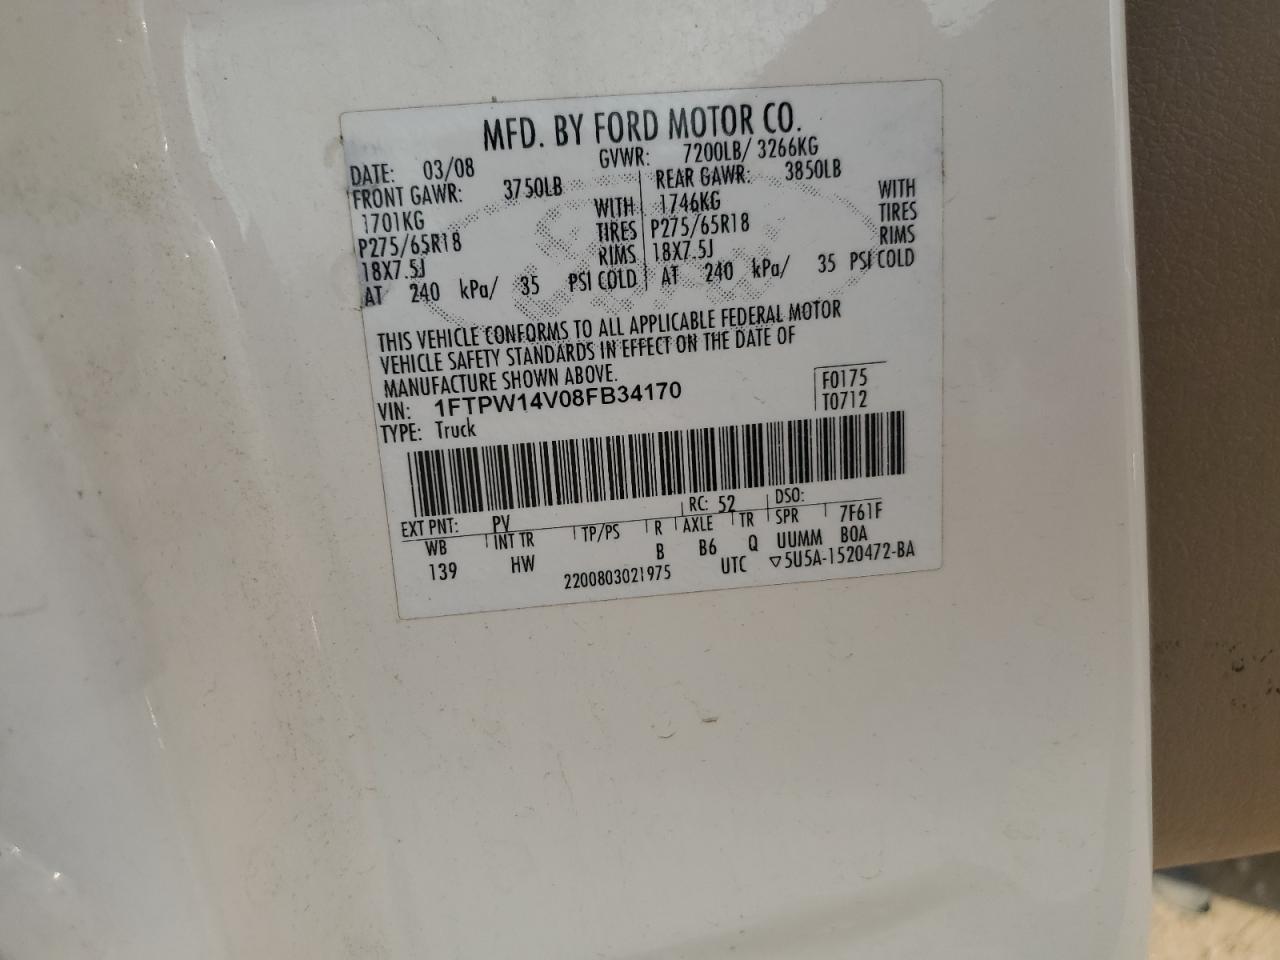 MFD. BY FORD MOTOR CO.
DATE: 03/08 GVWR: 7200LB/ 3266KG
FRONT GAWR: 3750LB REAR GAWR: 3850LB
1701KG WITH 1746KG WITH
P275/65R18 TIRES P275/65R18 TIRES
18X7.5J RIMS 18X7.5J RIMS
AT 240 kPa/ 35 PSI COLD AT 240 kPa/ 35 PSI COLD
THIS VEHICLE CONFORMS TO ALL APPLICABLE FEDERAL MOTOR
VEHICLE SAFETY STANDARDS IN EFFECT ON THE DATE OF
MANUFACTURE SHOWN ABOVE.
VIN: 1FTPW14V08FB34170 F0175
TYPE: Truck T0712
EXT PNT: PV RC: 52 DSO:
WB INT TR TP/PS R AXLE TR SPR 7F61F
139 HW B B6 Q UUMM B0A
2200803021975 UTC ▽5U5A-1520472-BA